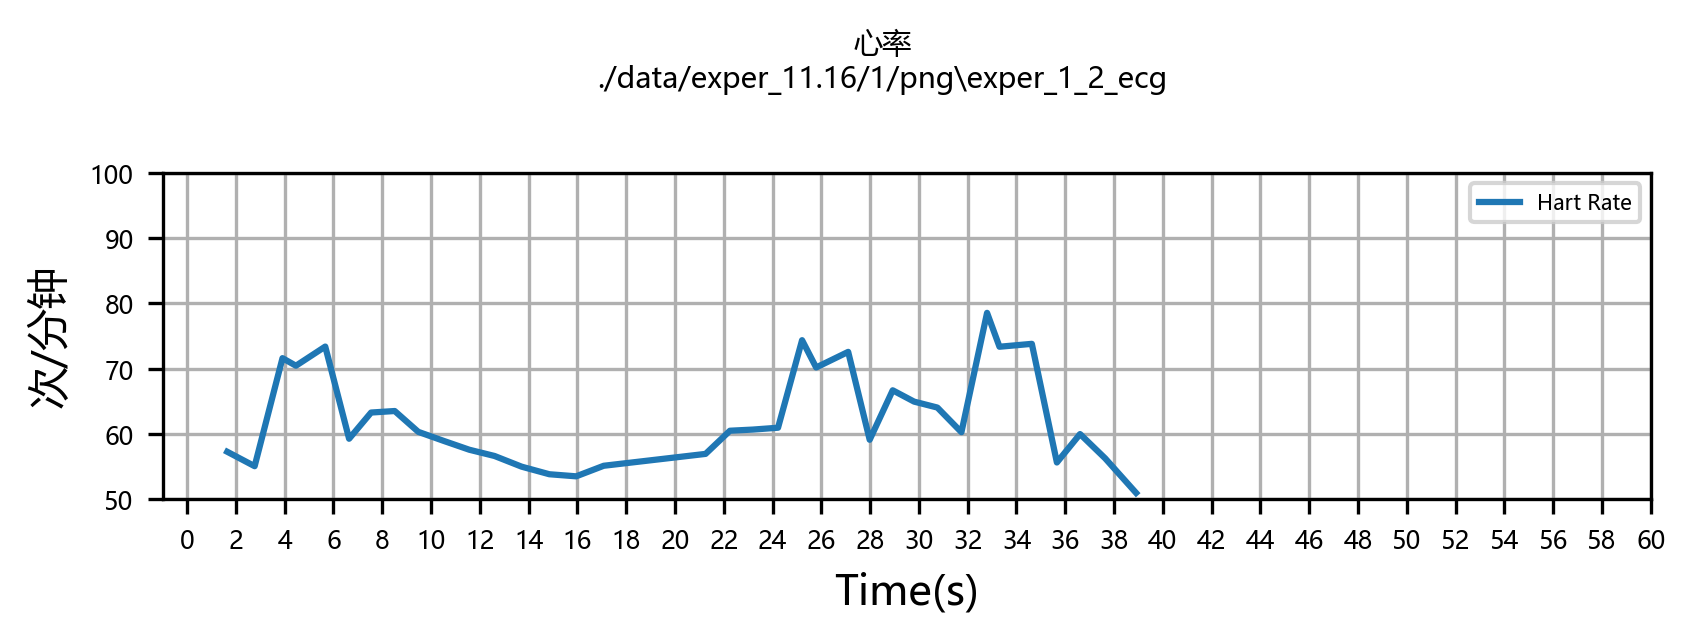 心率
./data/exper_11.16/1/png\exper_1_2_ecg
100
90
80
70
60
50
次/分钟
Hart Rate
0 2 4 6 8 10 12 14 16 18 20 22 24 26 28 30 32 34 36 38 40 42 44 46 48 50 52 54 56 58 60
Time(s)